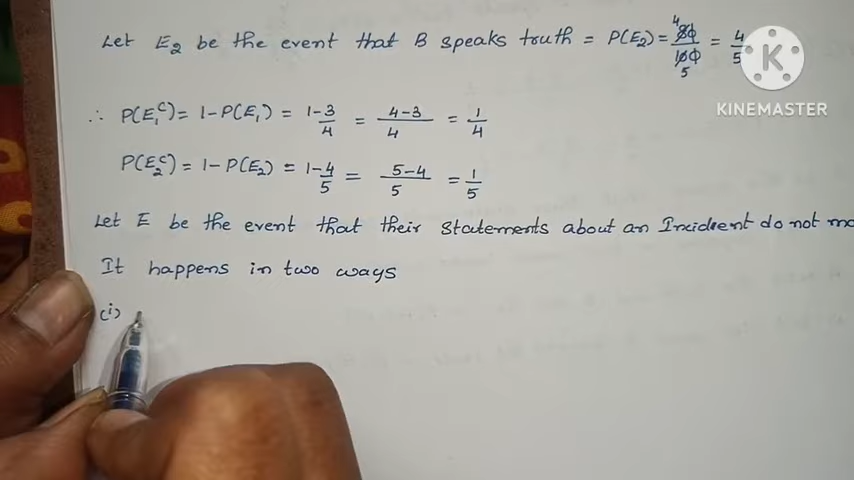 Let E₂ be the event that B speaks truth = P(E₂) = 80/100 = 4/5
K
KINEMASTER
∴ P(E₁ᶜ) = 1 - P(E₁) = 1 - 3/4 = 4-3/4 = 1/4
P(E₂ᶜ) = 1 - P(E₂) = 1 - 4/5 = 5-4/5 = 1/5
Let E be the event that their statements about an Incident do not
It happens in two ways
(i)